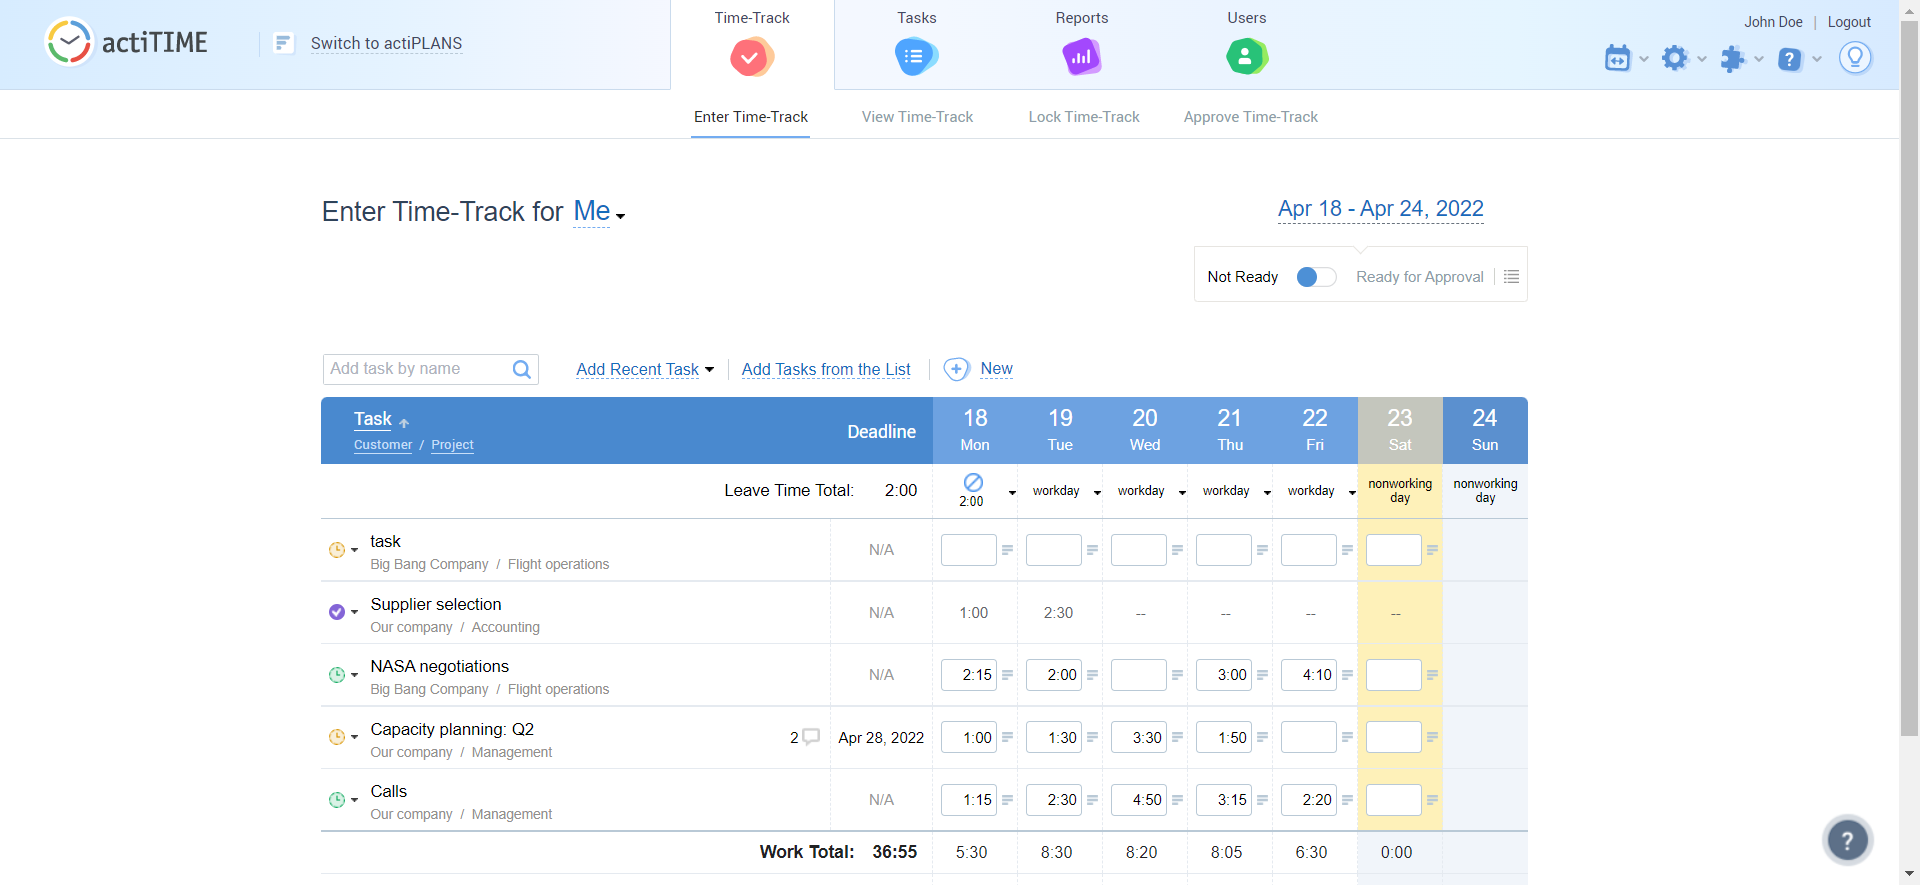 actiTIME
Switch to actiPLANS
Time-Track
Tasks
Reports
Users
John Doe | Logout
Enter Time-Track
View Time-Track
Lock Time-Track
Approve Time-Track
Enter Time-Track for Me
Apr 18 - Apr 24, 2022
Not Ready
Ready for Approval
Add task by name
Add Recent Task
Add Tasks from the List
New
Task
Customer / Project
Deadline
18 Mon
19 Tue
20 Wed
21 Thu
22 Fri
23 Sat
24 Sun
Leave Time Total: 2:00
2:00
workday
workday
workday
workday
nonworking day
nonworking day
task
Big Bang Company / Flight operations
N/A
Supplier selection
Our company / Accounting
N/A 1:00 2:30 -- -- -- --
NASA negotiations
Big Bang Company / Flight operations
N/A 2:15 2:00 3:00 4:10
Capacity planning: Q2
Our company / Management
2 Apr 28, 2022 1:00 1:30 3:30 1:50
Calls
Our company / Management
N/A 1:15 2:30 4:50 3:15 2:20
Work Total: 36:55 5:30 8:30 8:20 8:05 6:30 0:00
?